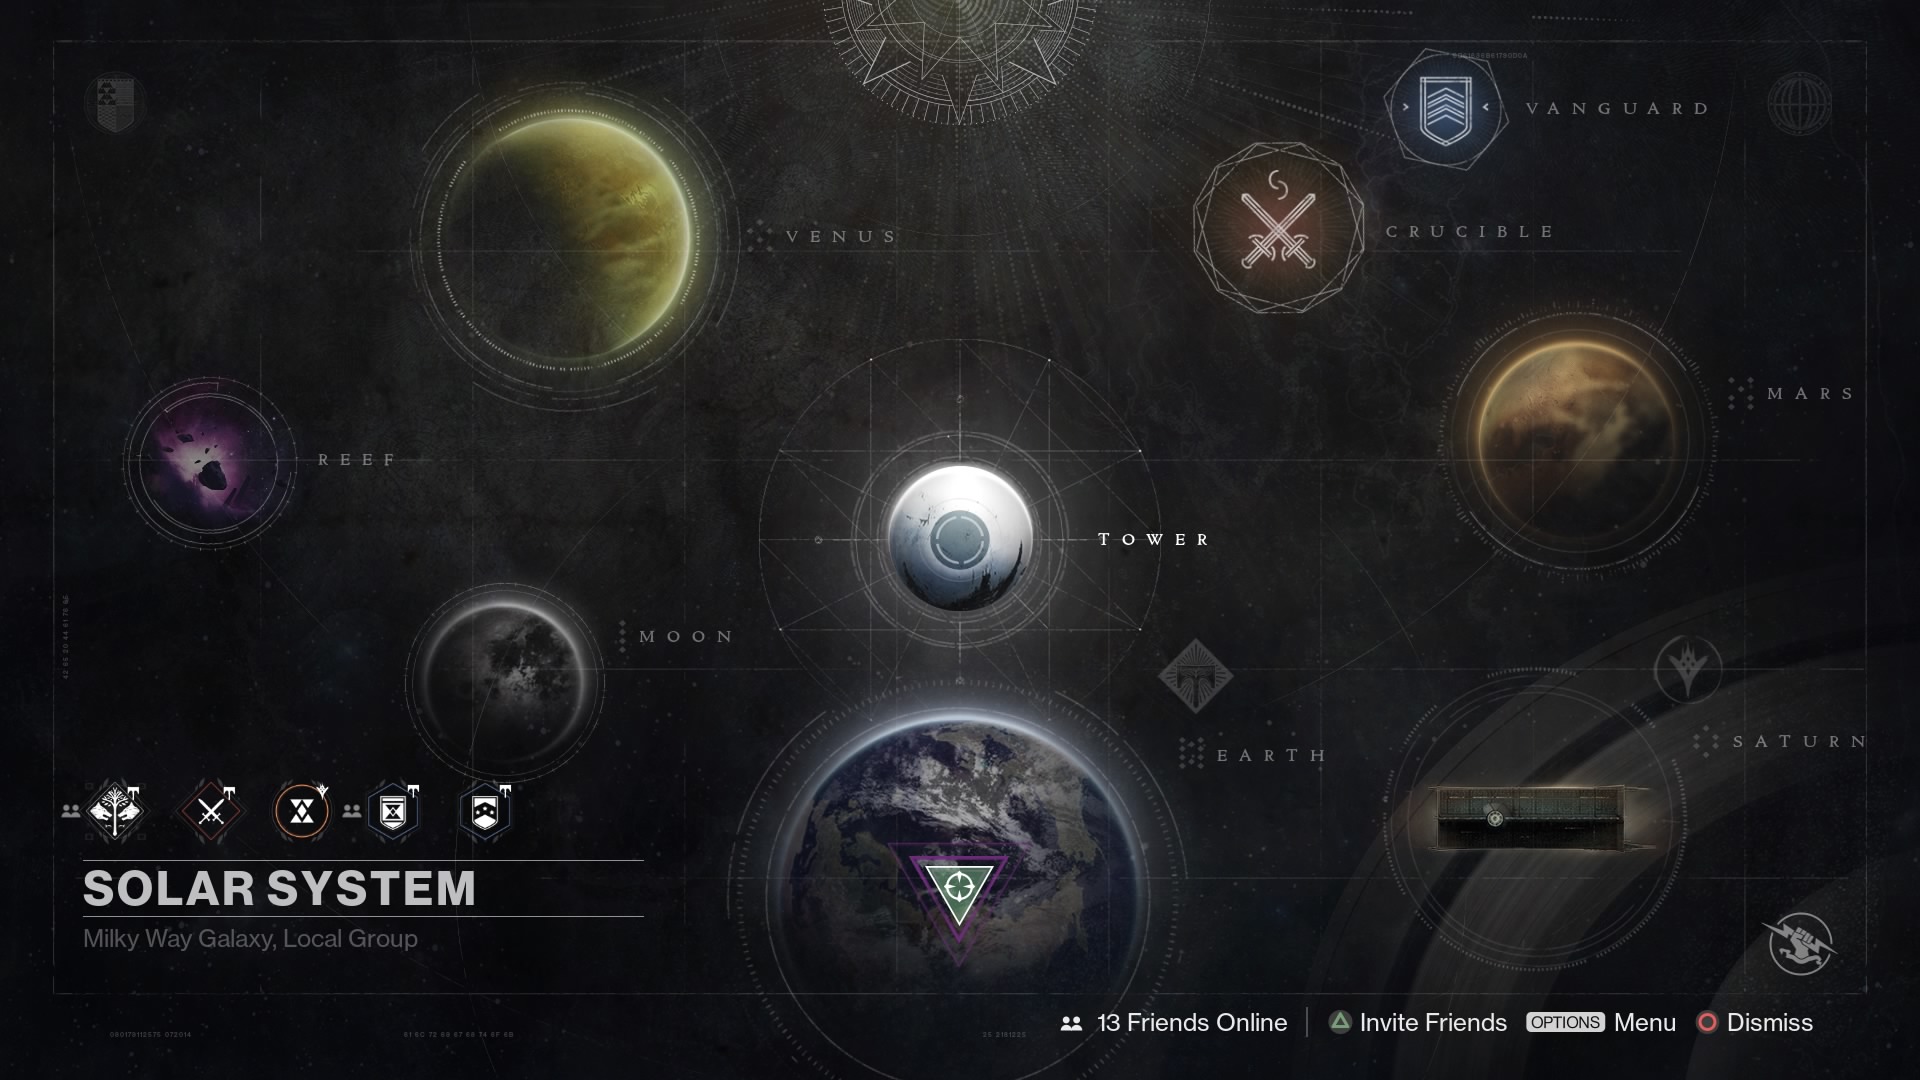 VANGUARD
VENUS
CRUCIBLE
MARS
REEF
TOWER
MOON
EARTH
SATURN
SOLAR SYSTEM
Milky Way Galaxy, Local Group
13 Friends Online
Invite Friends
OPTIONS Menu
Dismiss